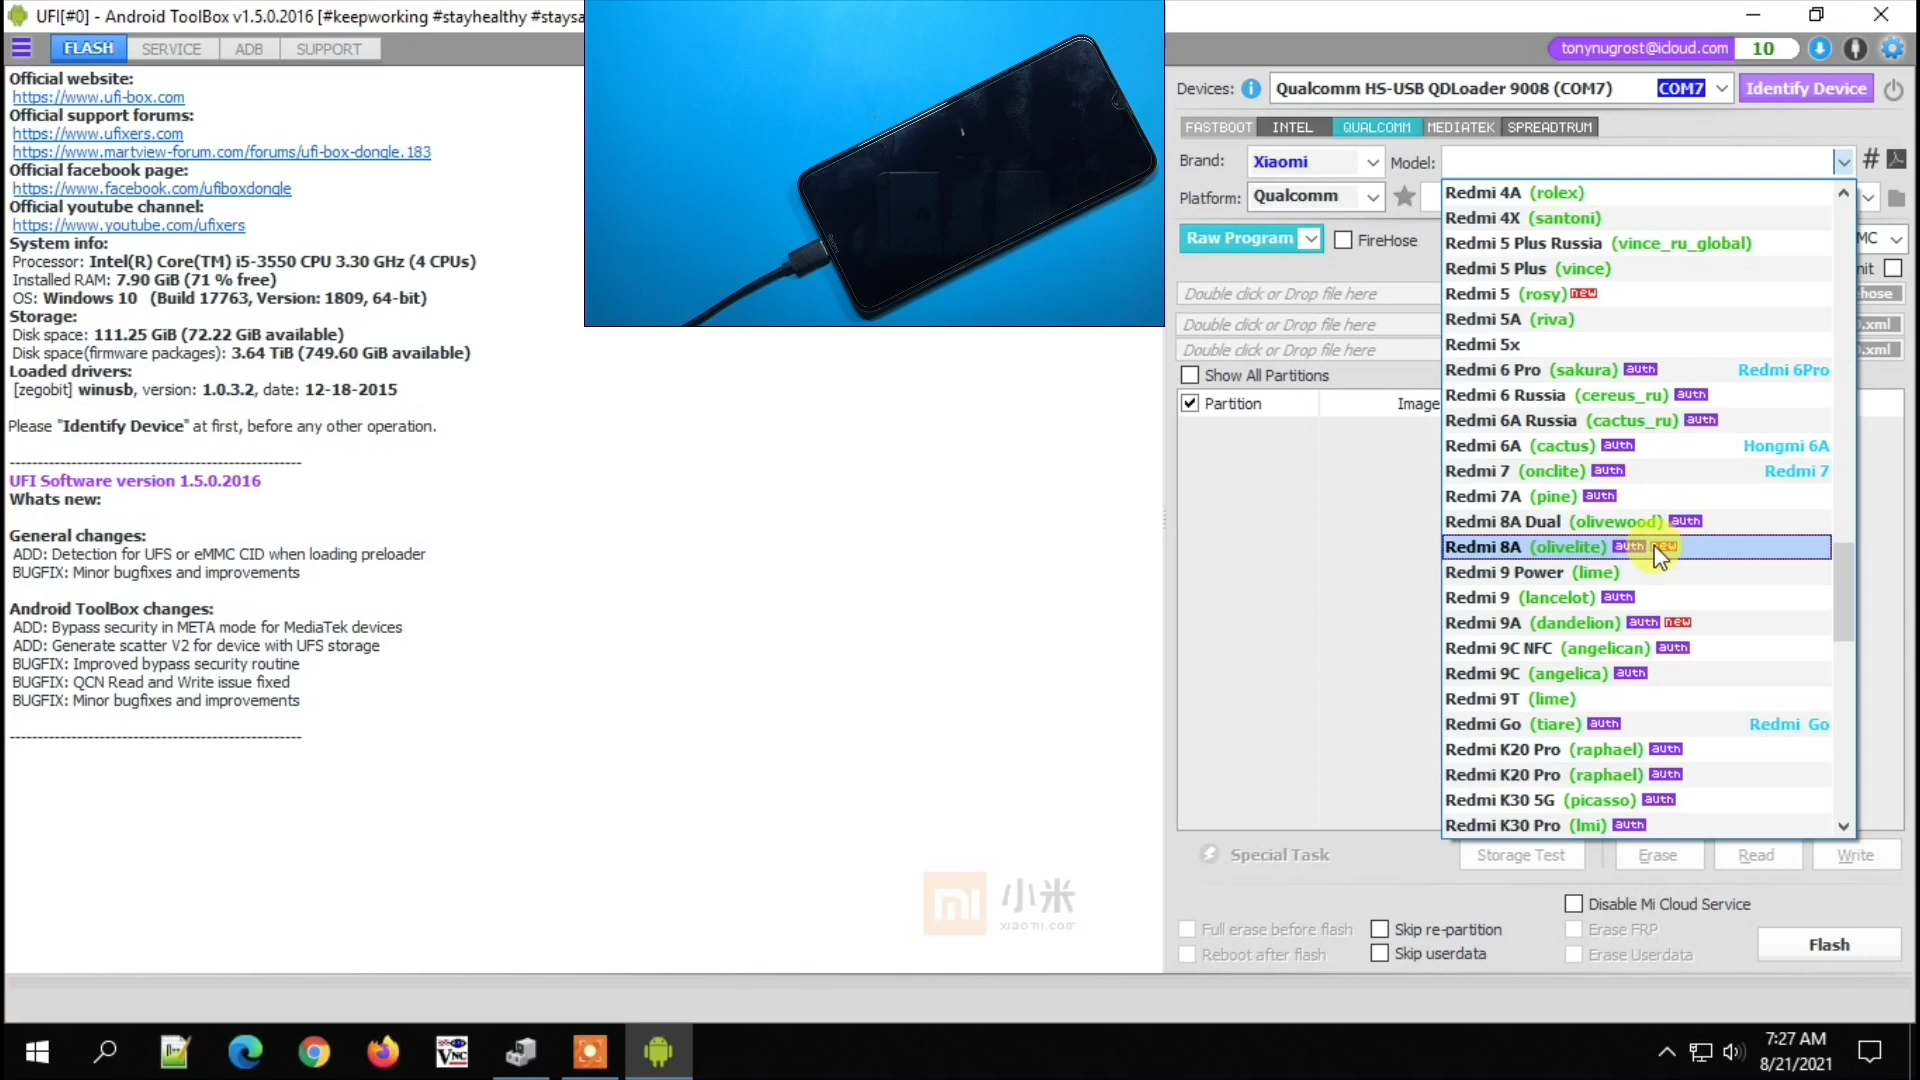 UFI[#0] - Android ToolBox v1.5.0.2016 [#keepworking #stayhealthy #staysa
FLASH SERVICE ADB SUPPORT
tonynugrost@icloud.com 10
Official website:
https://www.ufi-box.com
Official support forums:
https://www.ufixers.com
https://www.martview-forum.com/forums/ufi-box-dongle.183
Official facebook page:
https://www.facebook.com/ufiboxdongle
Official youtube channel:
https://www.youtube.com/ufixers
System info:
Processor: Intel(R) Core(TM) i5-3550 CPU 3.30 GHz (4 CPUs)
Installed RAM: 7.90 GiB (71 % free)
OS: Windows 10 (Build 17763, Version: 1809, 64-bit)
Storage:
Disk space: 111.25 GiB (72.22 GiB available)
Disk space(firmware packages): 3.64 TiB (749.60 GiB available)
Loaded drivers:
[zegobit] winusb, version: 1.0.3.2, date: 12-18-2015
Please "Identify Device" at first, before any other operation.
----------------------------------------------------
UFI Software version 1.5.0.2016
Whats new:
General changes:
ADD: Detection for UFS or eMMC CID when loading preloader
BUGFIX: Minor bugfixes and improvements
Android ToolBox changes:
ADD: Bypass security in META mode for MediaTek devices
ADD: Generate scatter V2 for device with UFS storage
BUGFIX: Improved bypass security routine
BUGFIX: QCN Read and Write issue fixed
BUGFIX: Minor bugfixes and improvements
----------------------------------------------------
Redmi
mi 小米
xiaomi.com
Devices: Qualcomm HS-USB QDLoader 9008 (COM7) COM7 Identify Device
FASTBOOT INTEL QUALCOMM MEDIATEK SPREADTRUM
Brand: Xiaomi Model: #
Platform: Qualcomm
Raw Program FireHose MC
nit
Double click or Drop file here hose
Double click or Drop file here 0.xml
Double click or Drop file here 0.xml
Show All Partitions
Partition Image
Redmi 4A (rolex)
Redmi 4X (santoni)
Redmi 5 Plus Russia (vince_ru_global)
Redmi 5 Plus (vince)
Redmi 5 (rosy) new
Redmi 5A (riva)
Redmi 5x
Redmi 6 Pro (sakura) auth Redmi 6Pro
Redmi 6 Russia (cereus_ru) auth
Redmi 6A Russia (cactus_ru) auth
Redmi 6A (cactus) auth Hongmi 6A
Redmi 7 (onclite) auth Redmi 7
Redmi 7A (pine) auth
Redmi 8A Dual (olivewood) auth
Redmi 8A (olivelite) auth new
Redmi 9 Power (lime)
Redmi 9 (lancelot) auth
Redmi 9A (dandelion) auth new
Redmi 9C NFC (angelican) auth
Redmi 9C (angelica) auth
Redmi 9T (lime)
Redmi Go (tiare) auth Redmi Go
Redmi K20 Pro (raphael) auth
Redmi K20 Pro (raphael) auth
Redmi K30 5G (picasso) auth
Redmi K30 Pro (lmi) auth
Special Task Storage Test Erase Read Write
Disable Mi Cloud Service
Full erase before flash Skip re-partition Erase FRP
Reboot after flash Skip userdata Erase Userdata
Flash
VNC
7:27 AM
8/21/2021